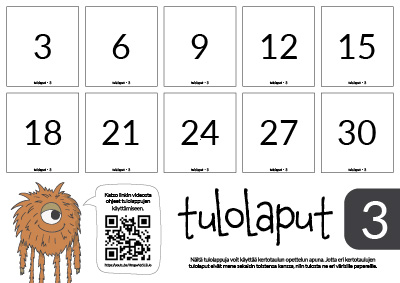 3 6 9 12 15
tulolaput • 3 tulolaput • 3 tulolaput • 3 tulolaput • 3 tulolaput • 3
18 21 24 27 30
tulolaput • 3 tulolaput • 3 tulolaput • 3 tulolaput • 3 tulolaput • 3
Katso linkin videosta
ohjeet tulolappujen
käyttämiseen.
tulolaput 3
Näitä tulolappuja voit käyttää kertotaulun opettelun apuna. Jotta eri kertotaulujen
tulolaput eivät mene sekaisin toistensa kanssa, niin tulosta ne eri värisille papereille.